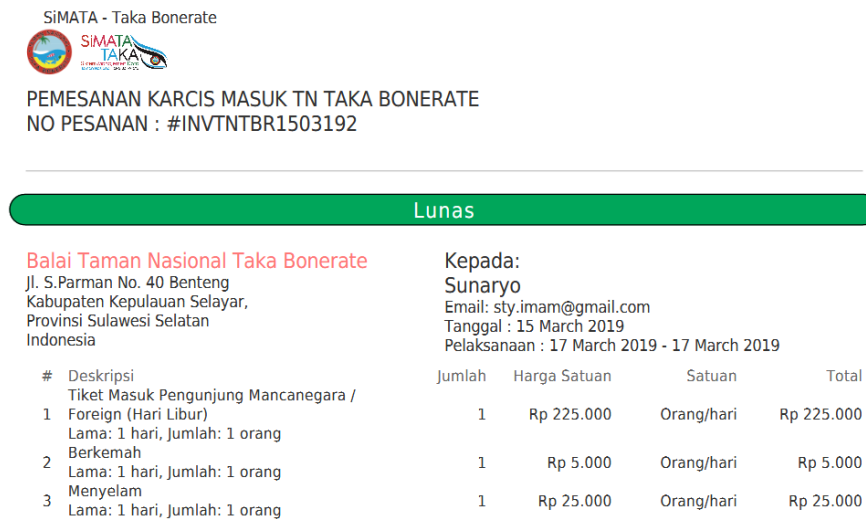 SiMATA - Taka Bonerate
SiMATA
TAKA
PEMESANAN KARCIS MASUK TN TAKA BONERATE
NO PESANAN : #INVTNTBR1503192
Lunas
Balai Taman Nasional Taka Bonerate
Jl. S.Parman No. 40 Benteng
Kabupaten Kepulauan Selayar,
Provinsi Sulawesi Selatan
Indonesia
Kepada:
Sunaryo
Email: sty.imam@gmail.com
Tanggal : 15 March 2019
Pelaksanaan : 17 March 2019 - 17 March 2019
# Deskripsi Jumlah Harga Satuan Satuan Total
Tiket Masuk Pengunjung Mancanegara /
1 Foreign (Hari Libur) 1 Rp 225.000 Orang/hari Rp 225.000
Lama: 1 hari, Jumlah: 1 orang
Berkemah
2 1 Rp 5.000 Orang/hari Rp 5.000
Lama: 1 hari, Jumlah: 1 orang
Menyelam
3 1 Rp 25.000 Orang/hari Rp 25.000
Lama: 1 hari, Jumlah: 1 orang